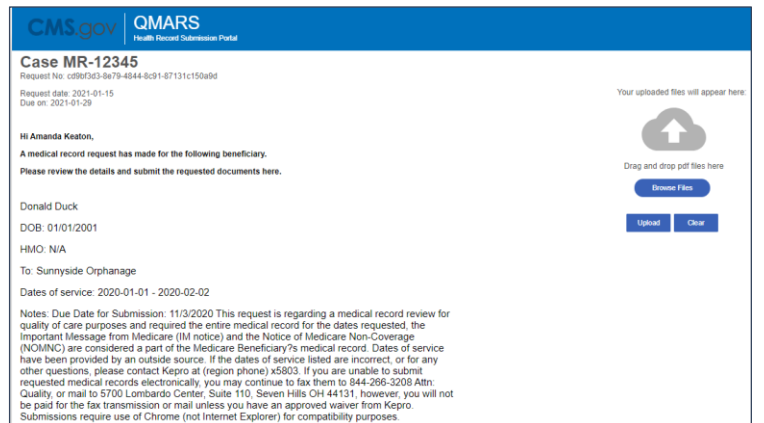 CMS.gov
QMARS
Health Record Submission Portal
Case MR-12345
Request No: cd9bf3d3-8e79-4844-8c91-87131c150a9d
Request date: 2021-01-15
Due on: 2021-01-29
Your uploaded files will appear here:
Hi Amanda Keaton,
A medical record request has made for the following beneficiary.
Please review the details and submit the requested documents here.
Drag and drop pdf files here
Browse Files
Upload
Clear
Donald Duck
DOB: 01/01/2001
HMO: N/A
To: Sunnyside Orphanage
Dates of service: 2020-01-01 - 2020-02-02
Notes: Due Date for Submission: 11/3/2020 This request is regarding a medical record review for
quality of care purposes and required the entire medical record for the dates requested, the
Important Message from Medicare (IM notice) and the Notice of Medicare Non-Coverage
(NOMNC) are considered a part of the Medicare Beneficiary?s medical record. Dates of service
have been provided by an outside source. If the dates of service listed are incorrect, or for any
other questions, please contact Kepro at (region phone) x5803. If you are unable to submit
requested medical records electronically, you may continue to fax them to 844-266-3208 Attn:
Quality, or mail to 5700 Lombardo Center, Suite 110, Seven Hills OH 44131, however, you will not
be paid for the fax transmission or mail unless you have an approved waiver from Kepro.
Submissions require use of Chrome (not Internet Explorer) for compatibility purposes.